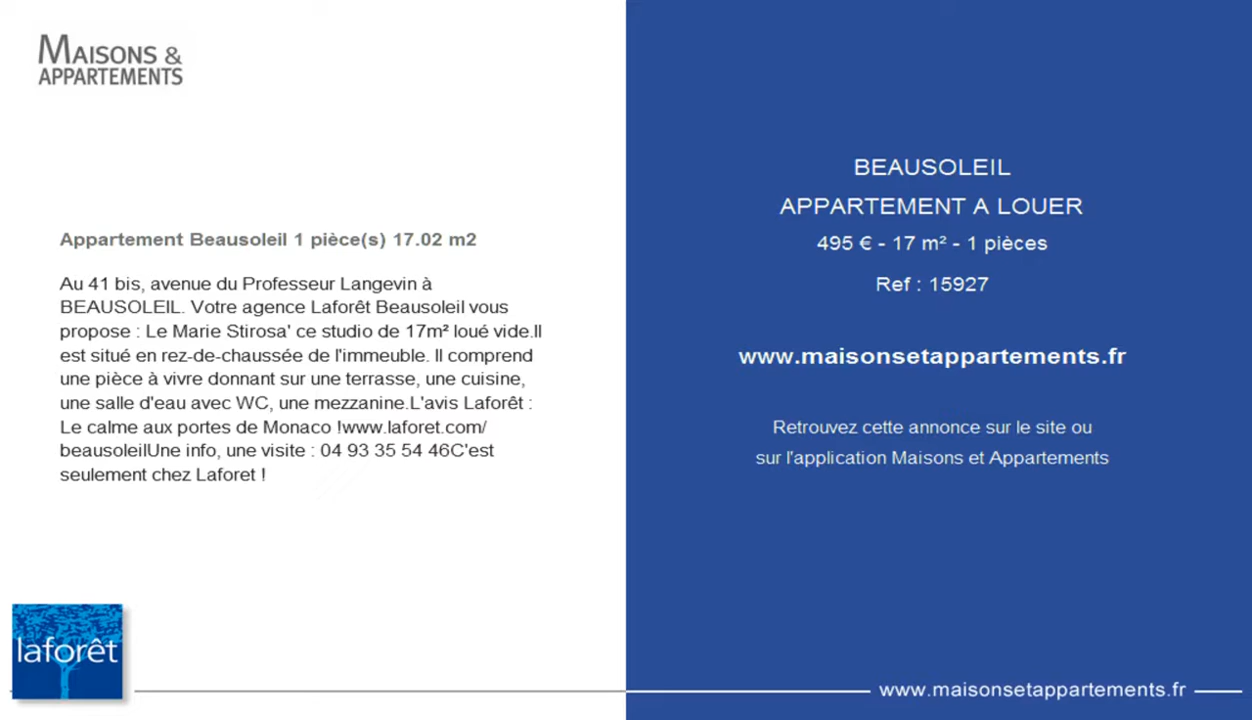 MAISONS &
APPARTEMENTS
Appartement Beausoleil 1 pièce(s) 17.02 m2
Au 41 bis, avenue du Professeur Langevin à
BEAUSOLEIL. Votre agence Laforêt Beausoleil vous
propose : Le Marie Stirosa' ce studio de 17m² loué vide.Il
est situé en rez-de-chaussée de l'immeuble. Il comprend
une pièce à vivre donnant sur une terrasse, une cuisine,
une salle d'eau avec WC, une mezzanine.L'avis Laforêt :
Le calme aux portes de Monaco !www.laforet.com/
beausoleilUne info, une visite : 04 93 35 54 46C'est
seulement chez Laforet !
laforêt
BEAUSOLEIL
APPARTEMENT A LOUER
495 € - 17 m² - 1 pièces
Ref : 15927
www.maisonsetappartements.fr
Retrouvez cette annonce sur le site ou
sur l'application Maisons et Appartements
www.maisonsetappartements.fr